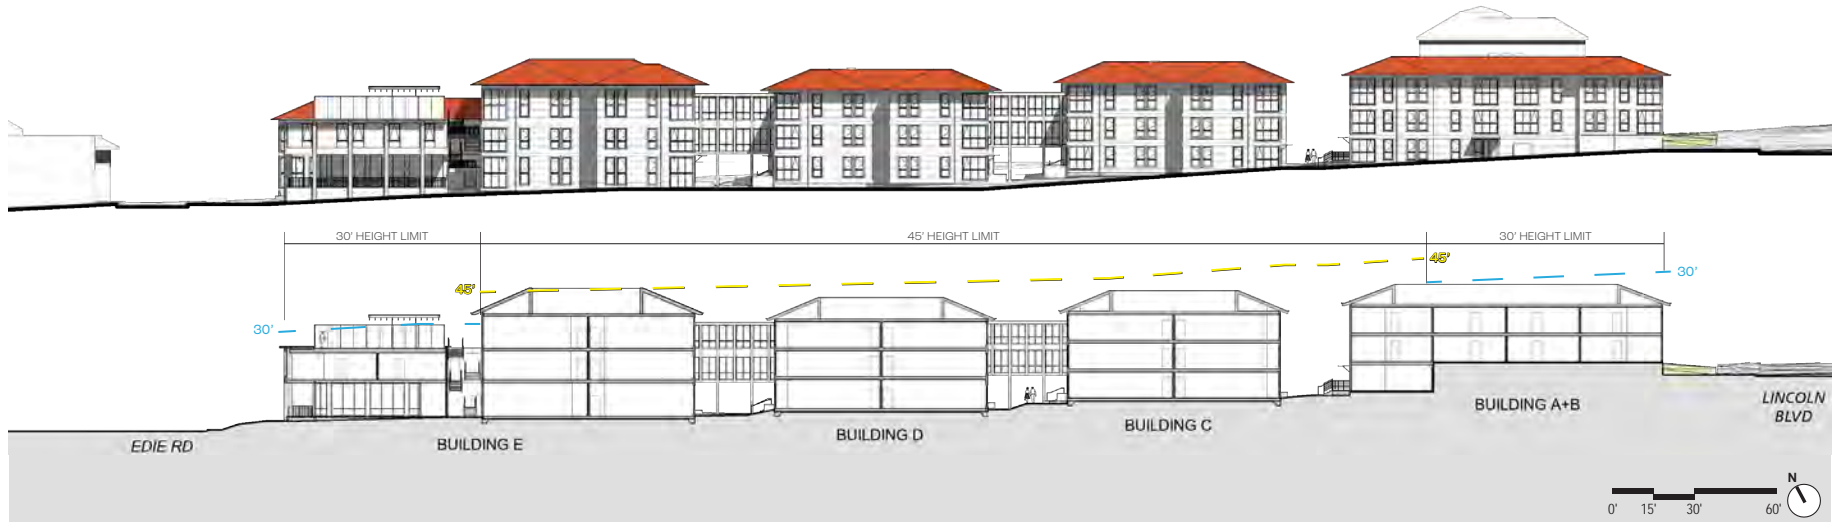 30' HEIGHT LIMIT
45' HEIGHT LIMIT
30' HEIGHT LIMIT
45'
45'
30'
30'
EDIE RD
BUILDING E
BUILDING D
BUILDING C
BUILDING A+B
LINCOLN
BLVD
N
0' 15' 30' 60'